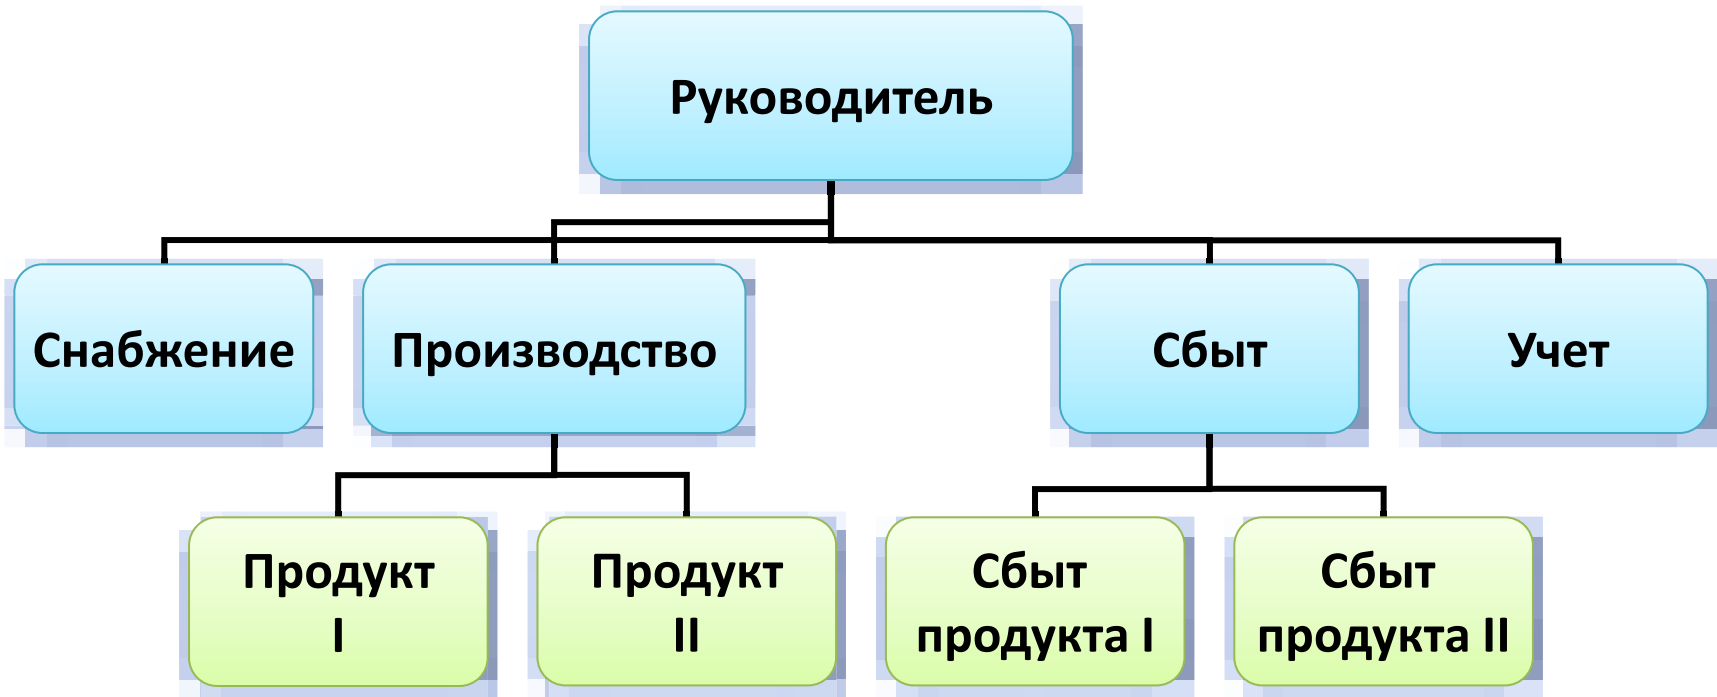 Руководитель
Снабжение
Производство
Сбыт
Учет
Продукт
I
Продукт
II
Сбыт
продукта I
Сбыт
продукта II